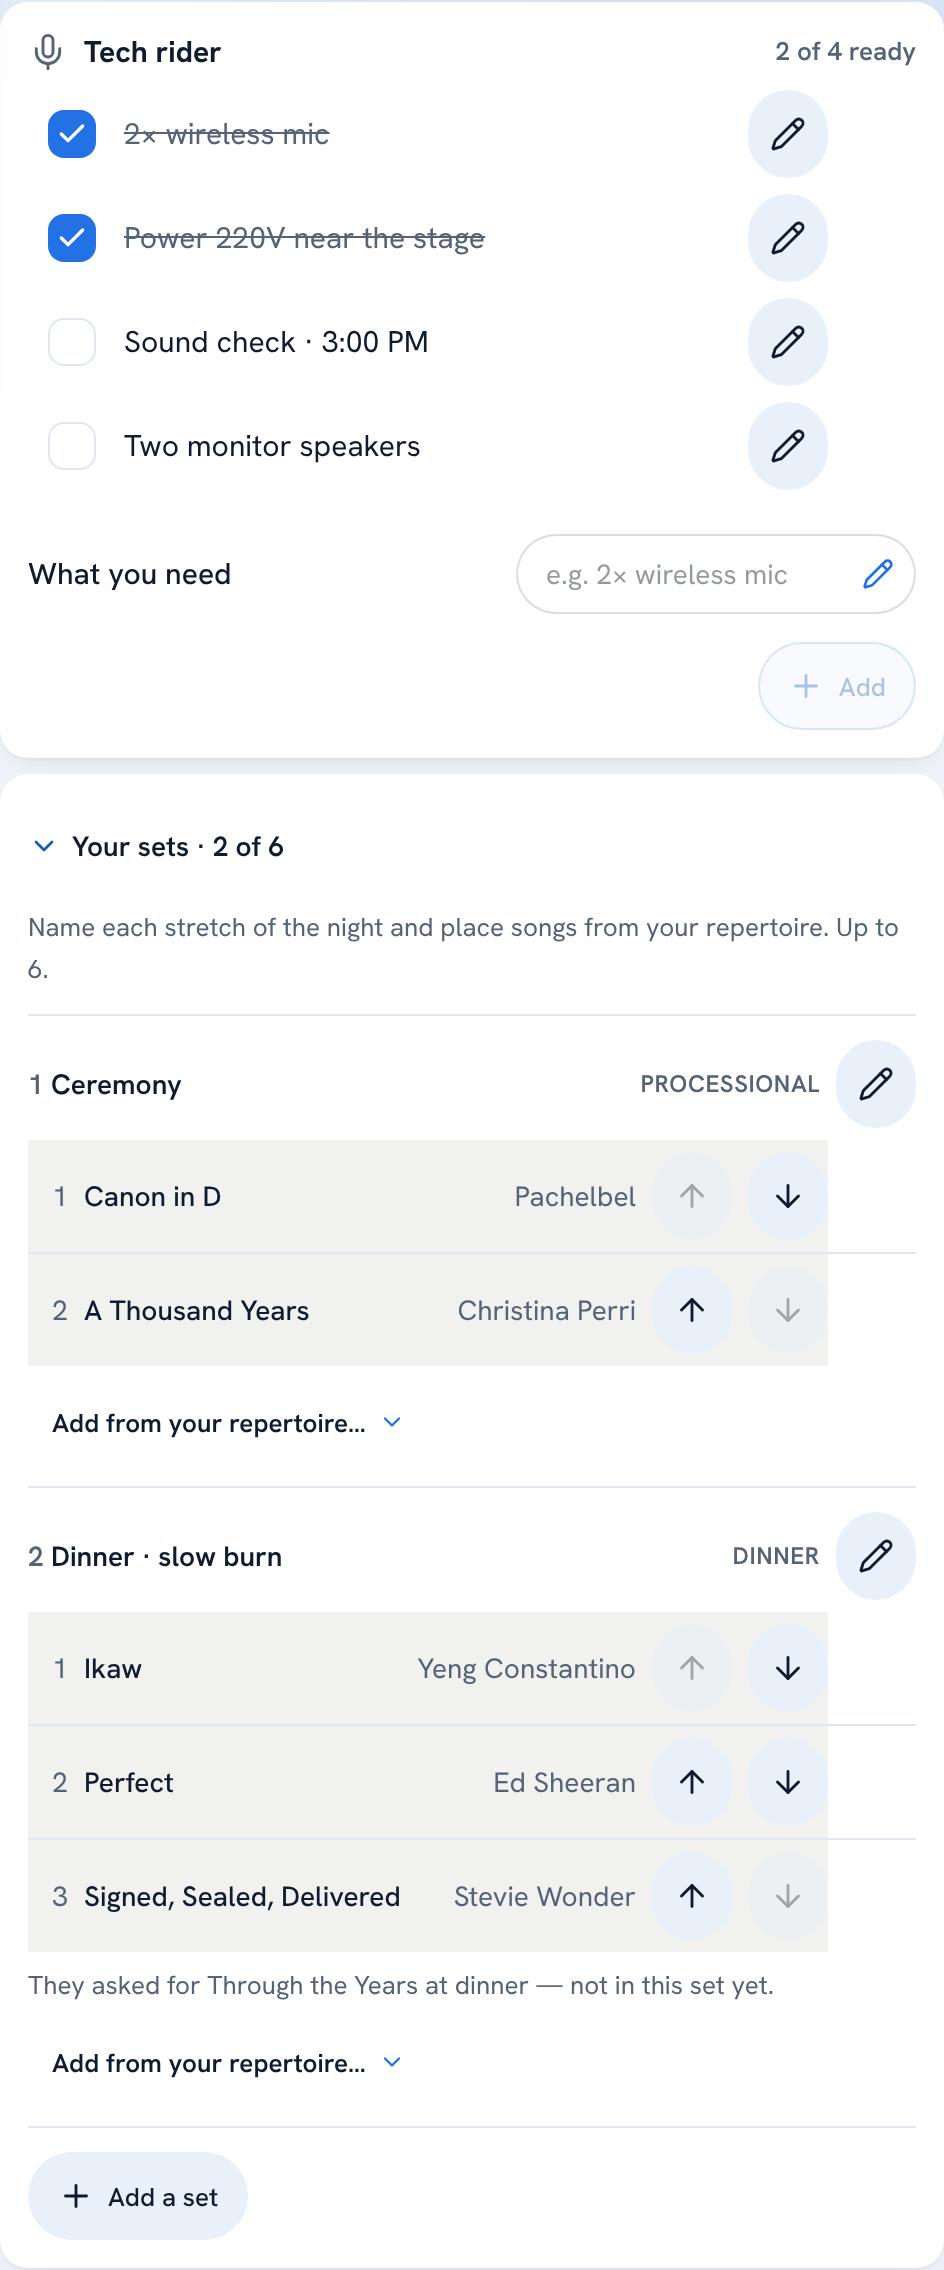 Tech rider
2 of 4 ready
2× wireless mic
Power 220V near the stage
Sound check · 3:00 PM
Two monitor speakers
What you need
e.g. 2× wireless mic
Add
Your sets · 2 of 6
Name each stretch of the night and place songs from your repertoire. Up to
6.
1 Ceremony
PROCESSIONAL
1 Canon in D Pachelbel
2 A Thousand Years Christina Perri
Add from your repertoire...
2 Dinner · slow burn
DINNER
1 Ikaw Yeng Constantino
2 Perfect Ed Sheeran
3 Signed, Sealed, Delivered Stevie Wonder
They asked for Through the Years at dinner — not in this set yet.
Add from your repertoire...
Add a set